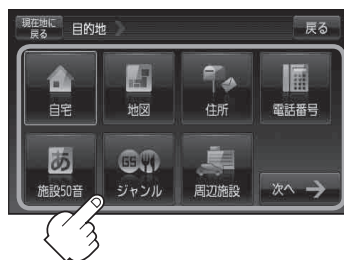 現在地に
戻る
目的地
戻る
自宅
地図
住所
電話番号
あ
GS
施設50音
ジャンル
周辺施設
次へ